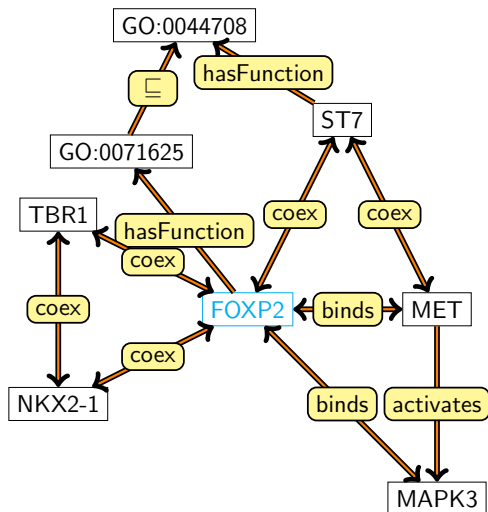 GO:0044708
hasFunction
⊑
ST7
GO:0071625
TBR1
coex
coex
hasFunction
coex
coex
FOXP2
binds
MET
coex
NKX2-1
binds
activates
MAPK3